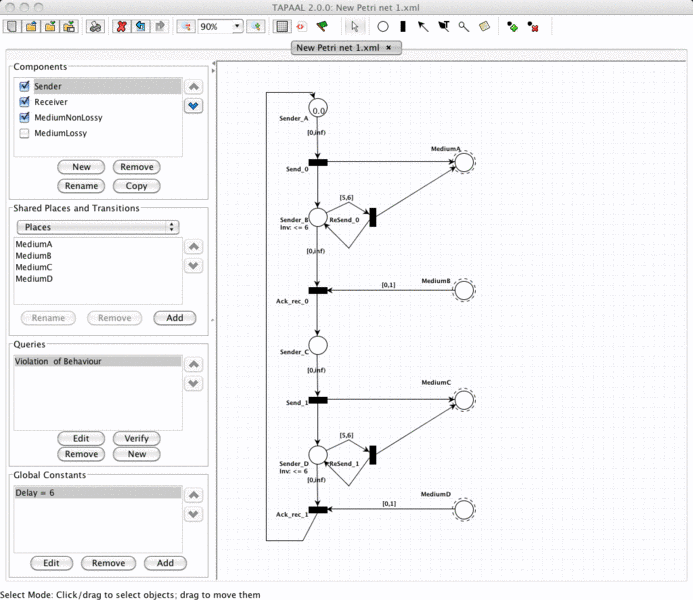 TAPAAL 2.0.0: New Petri net 1.xml
90%
New Petri net 1.xml
Components
Sender
Receiver
MediumNonLossy
MediumLossy
New
Remove
Rename
Copy
Shared Places and Transitions
Places
MediumA
MediumB
MediumC
MediumD
Rename
Remove
Add
Queries
Violation of Behaviour
Edit
Verify
Remove
New
Global Constants
Delay = 6
Edit
Remove
Add
0.0
Sender_A
[0,inf)
MediumA
Send_0
[5,6]
Sender_B
Inv: <= 6
ReSend_0
[0,inf)
MediumB
[0,1]
Ack_rec_0
Sender_C
[0,inf)
MediumC
Send_1
[5,6]
Sender_D
Inv: <= 6
ReSend_1
[0,inf)
MediumD
[0,1]
Ack_rec_1
Select Mode: Click/drag to select objects; drag to move them